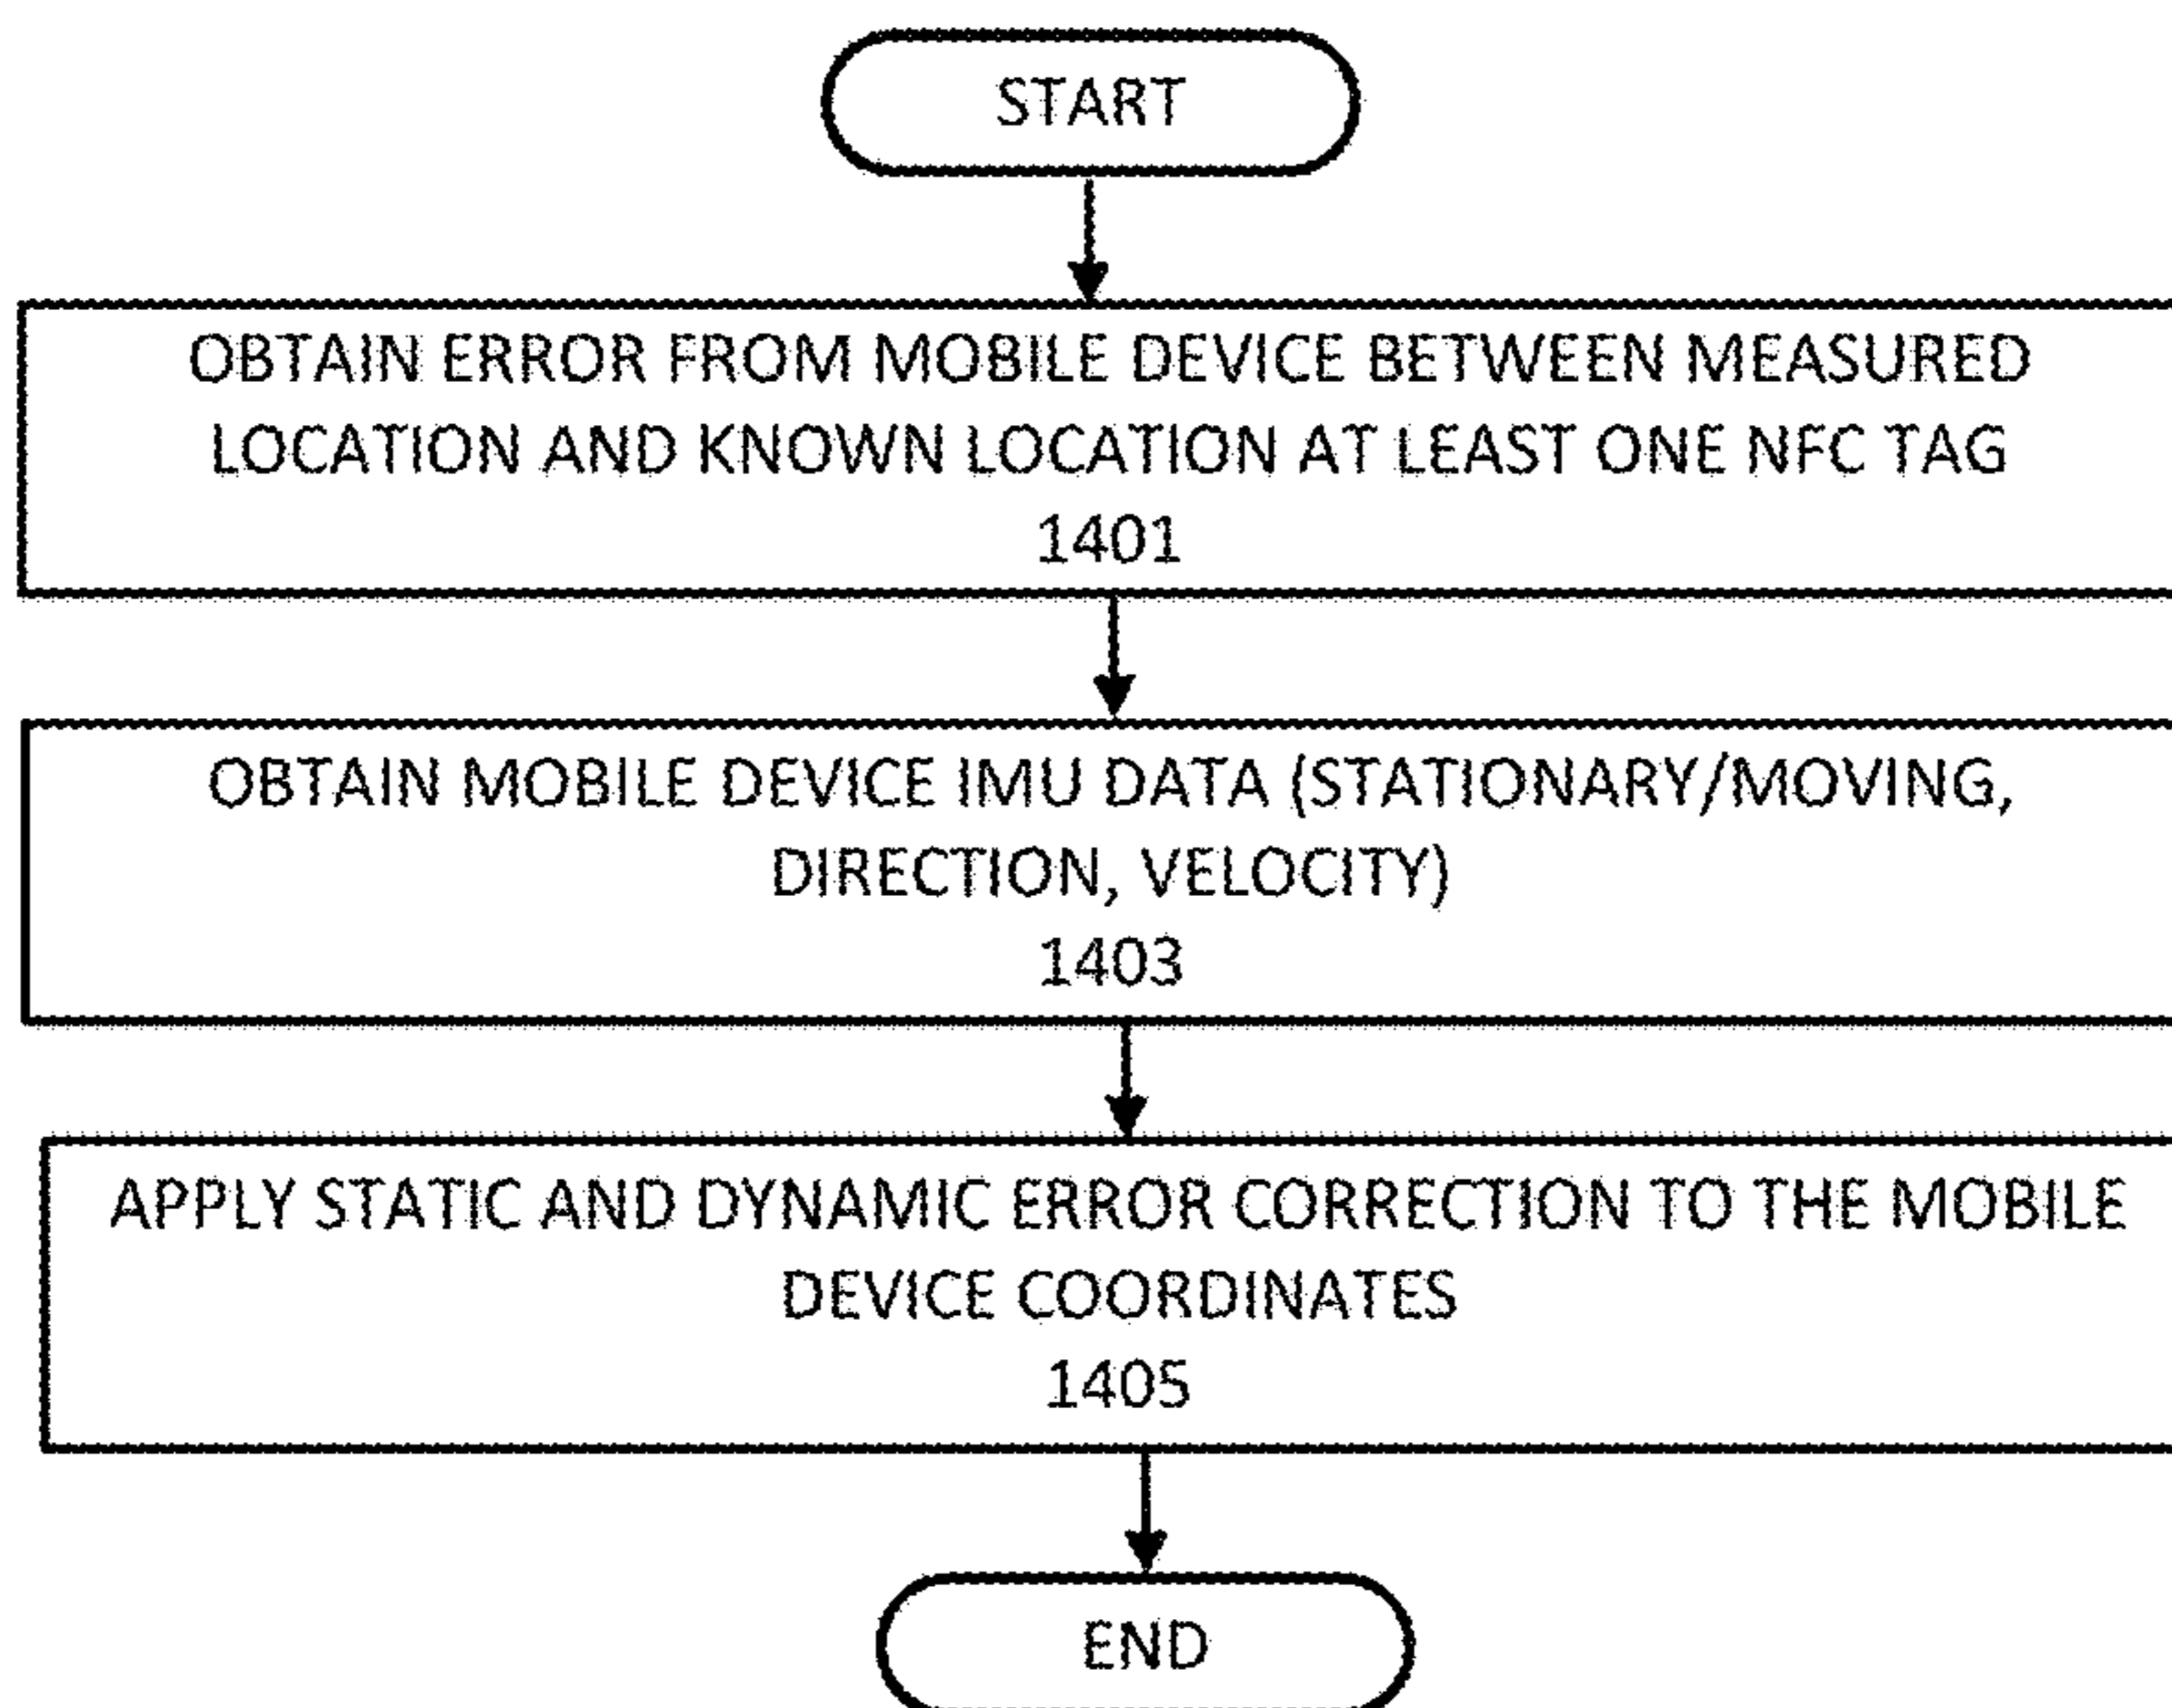 START
OBTAIN ERROR FROM MOBILE DEVICE BETWEEN MEASURED
LOCATION AND KNOWN LOCATION AT LEAST ONE NFC TAG
1401
OBTAIN MOBILE DEVICE IMU DATA (STATIONARY/MOVING,
DIRECTION, VELOCITY)
1403
APPLY STATIC AND DYNAMIC ERROR CORRECTION TO THE MOBILE
DEVICE COORDINATES
1405
END